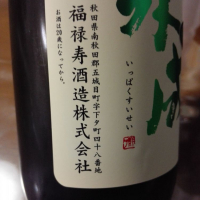 いっぱくすいせい
秋田県南秋田郡五城目町字下夕町四十八番地
福禄寿酒造株式会社
お酒は20歳になってから。